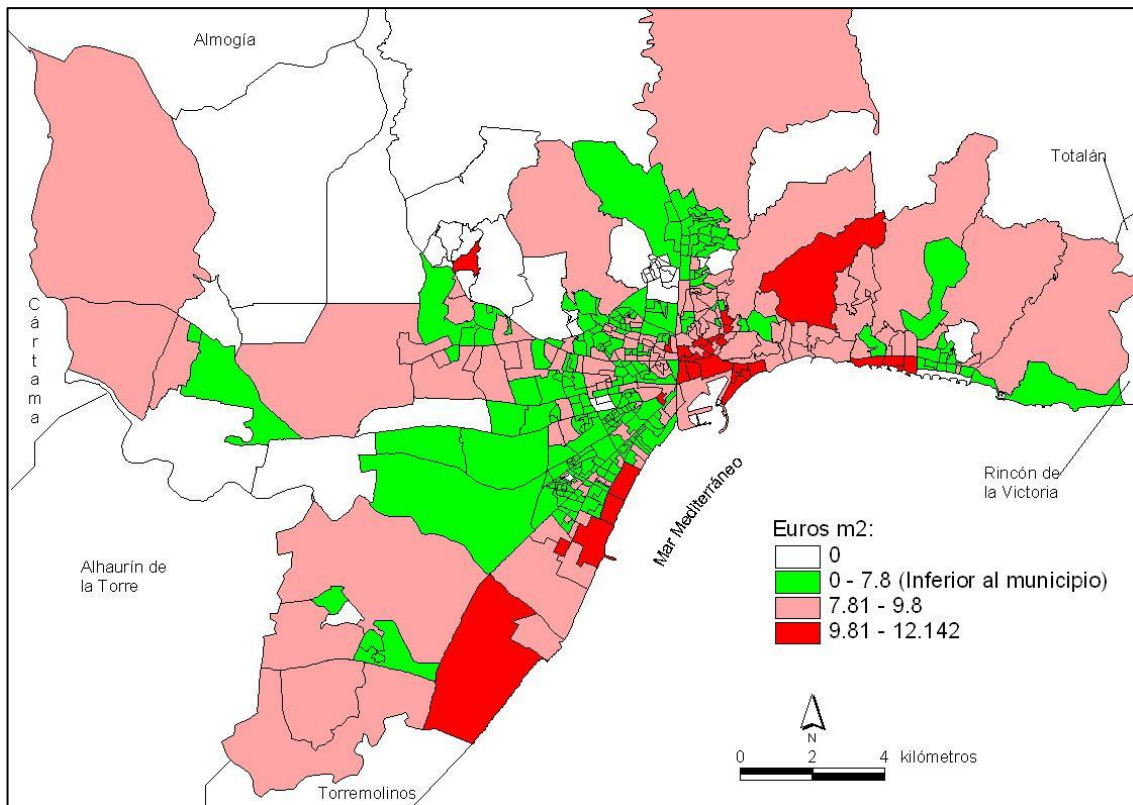 Almogía
Totalán
Cártama
Rincón de
la Victoria
Mar Mediterráneo
Euros m2:
0
0 - 7.8 (Inferior al municipio)
7.81 - 9.8
9.81 - 12.142
Alhaurín de
la Torre
N
0 2 4 kilómetros
Torremolinos